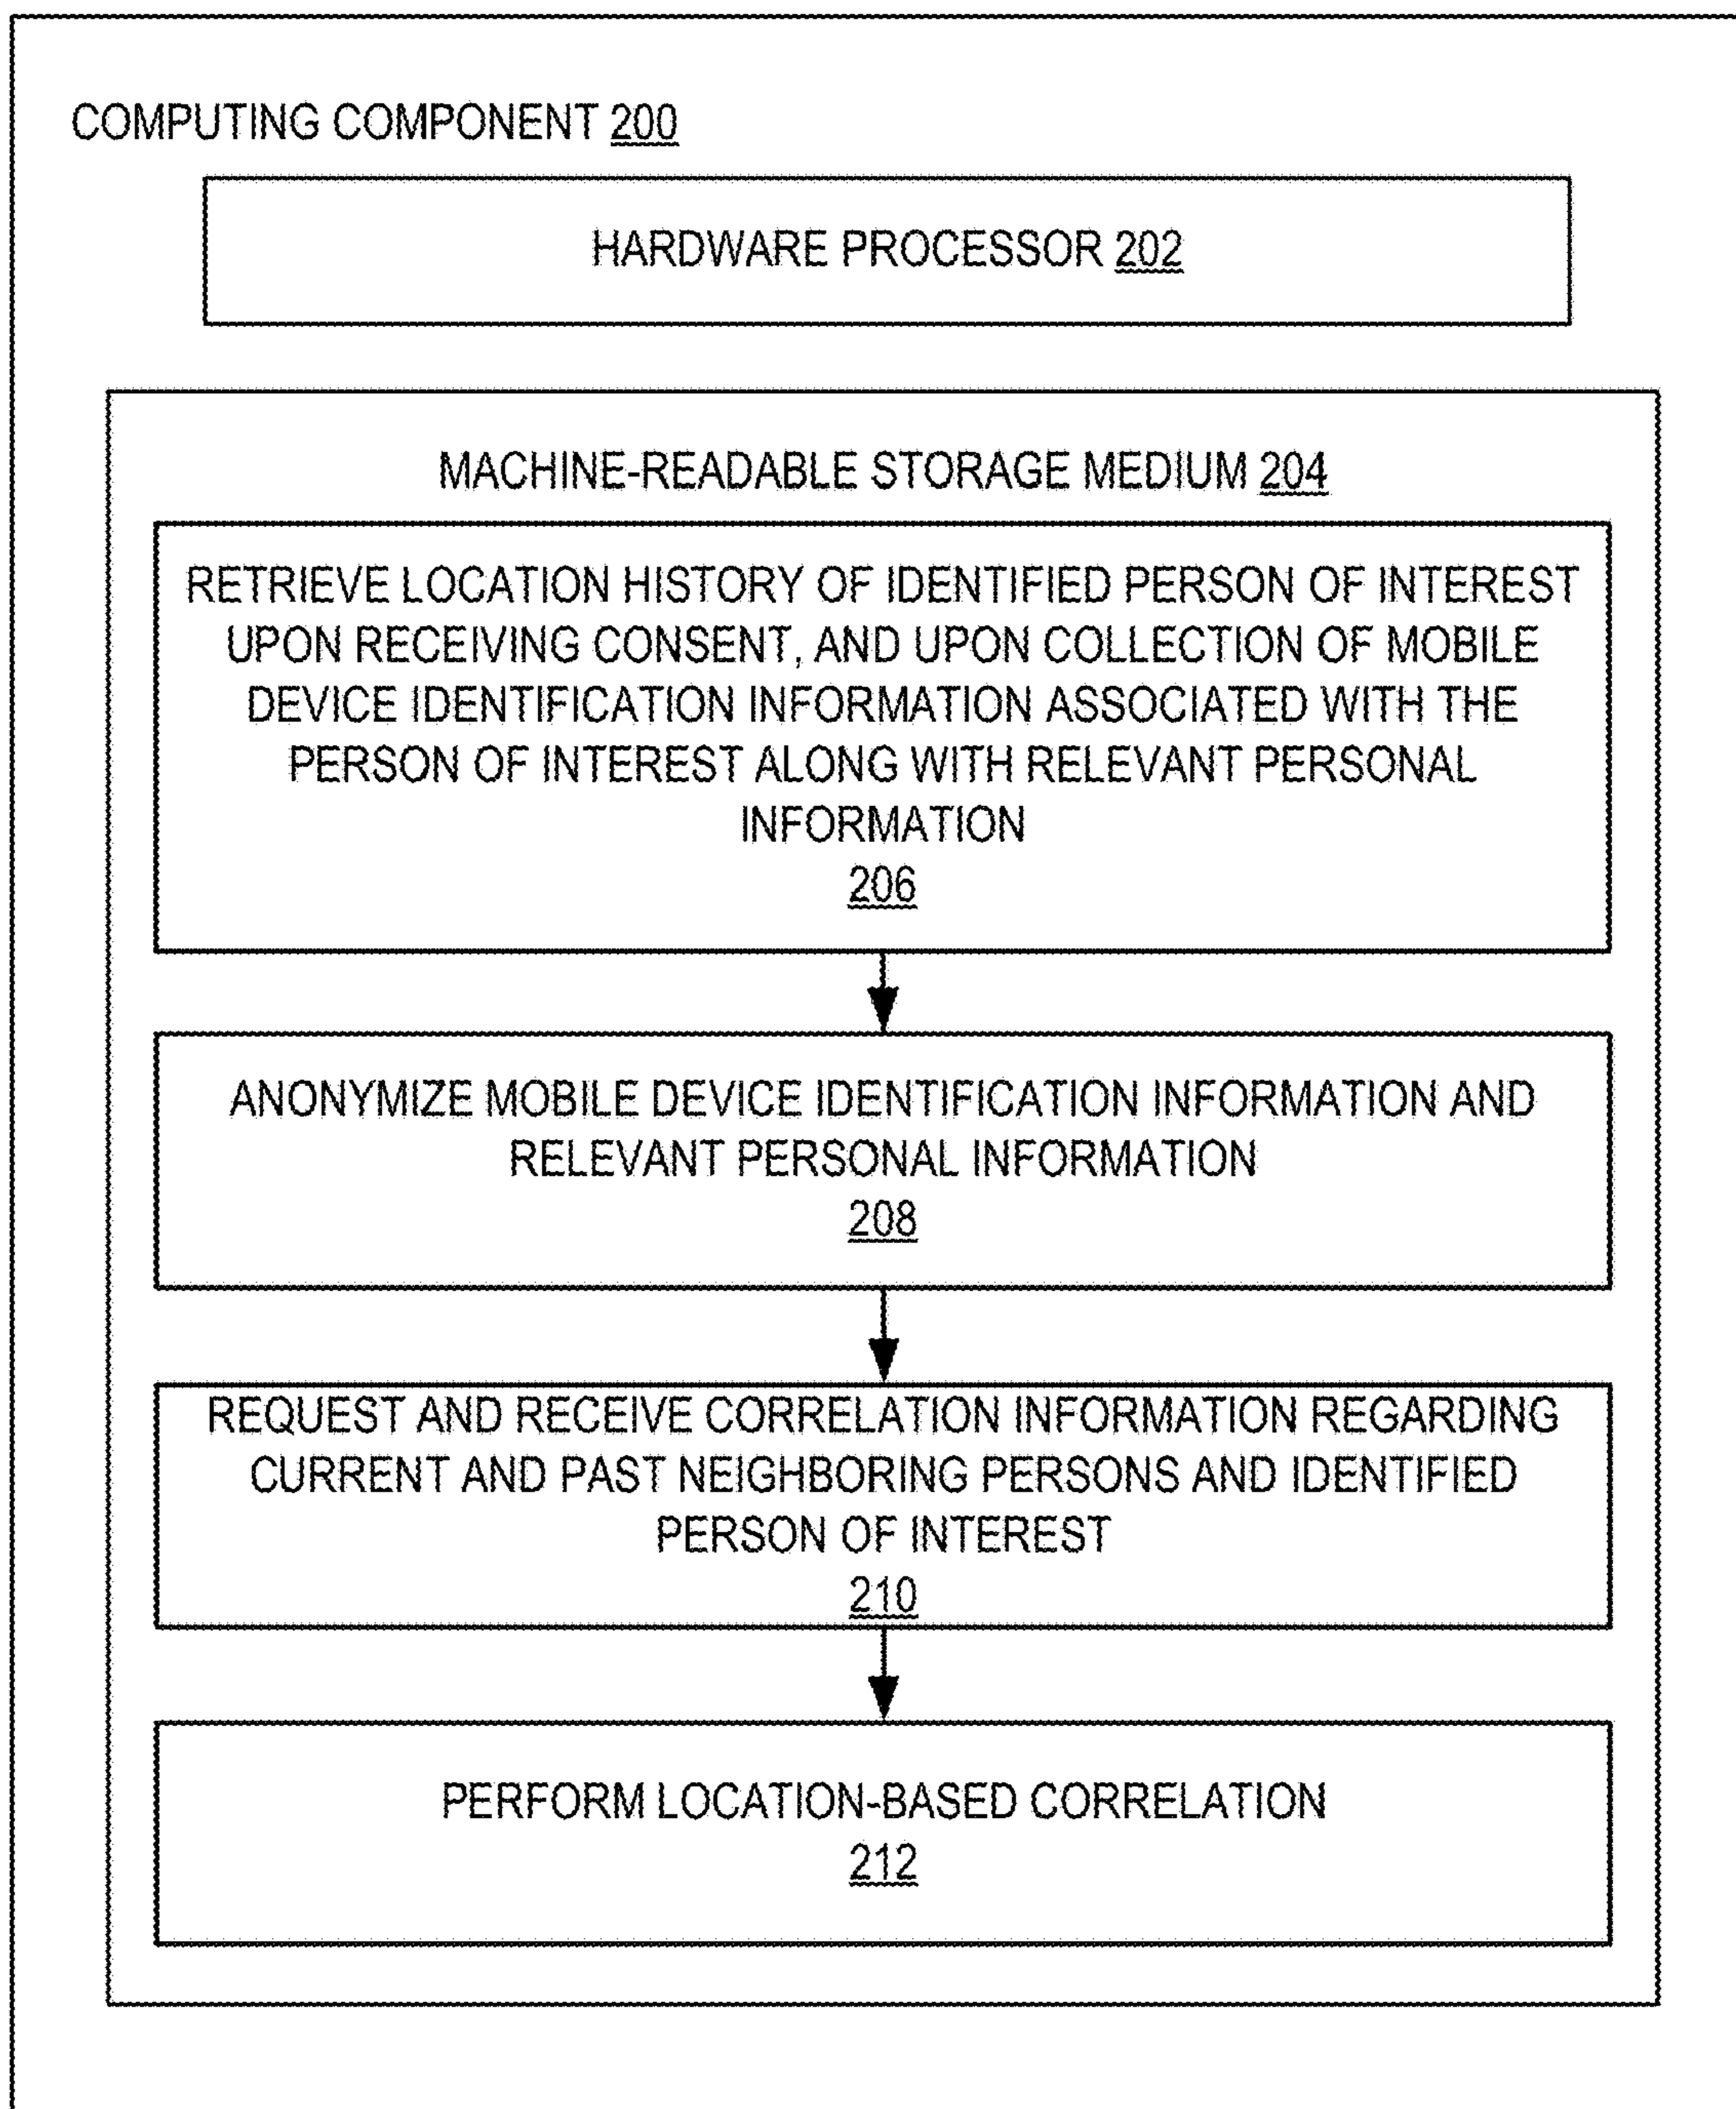 COMPUTING COMPONENT 200
HARDWARE PROCESSOR 202
MACHINE-READABLE STORAGE MEDIUM 204
RETRIEVE LOCATION HISTORY OF IDENTIFIED PERSON OF INTEREST
UPON RECEIVING CONSENT, AND UPON COLLECTION OF MOBILE
DEVICE IDENTIFICATION INFORMATION ASSOCIATED WITH THE
PERSON OF INTEREST ALONG WITH RELEVANT PERSONAL
INFORMATION
206
ANONYMIZE MOBILE DEVICE IDENTIFICATION INFORMATION AND
RELEVANT PERSONAL INFORMATION
208
REQUEST AND RECEIVE CORRELATION INFORMATION REGARDING
CURRENT AND PAST NEIGHBORING PERSONS AND IDENTIFIED
PERSON OF INTEREST
210
PERFORM LOCATION-BASED CORRELATION
212